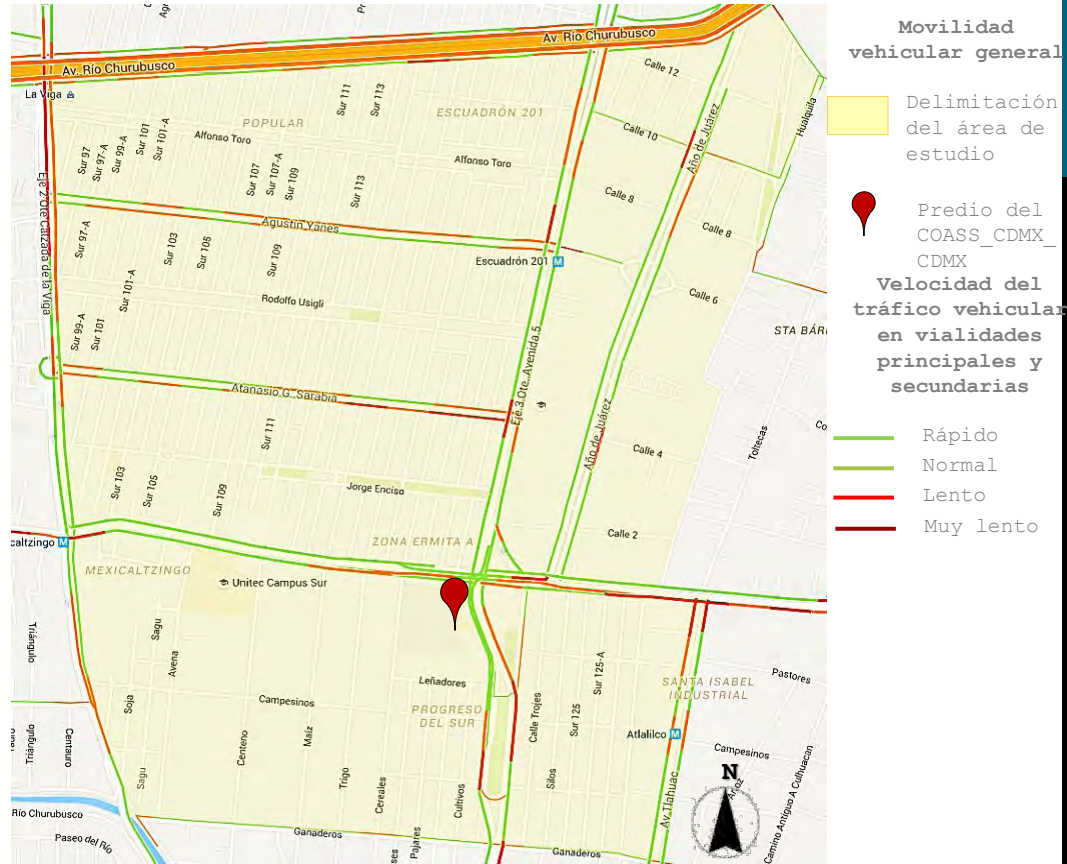 Av. Río Churubusco
Av. Río Churubusco
La Viga
Calle 12
Sur 111
Sur 113
ESCUADRÓN 201
POPULAR
Año de Juárez
Hualquila
Calle 10
Sur 97
Sur 97-A
Sur 99-A
Sur 101
Sur 101-A
Alfonso Toro
Alfonso Toro
Sur 107
Sur 107-A
Sur 109
Sur 113
Calle 8
Eje 2 Ote Calzada de la Viga
Agustín Yañes
Calle 8
Sur 97-A
Sur 103
Sur 105
Sur 109
Escuadrón 201 M
Sur 101-A
Rodolfo Usigli
Calle 6
Sur 99-A
Sur 101
STA BÁR
Eje 3 Ote. Avenida 5
Atanasio G. Sarabia
Año de Juárez
Sur 111
Toltecas
Co
Calle 4
Sur 103
Sur 105
Sur 109
Jorge Enciso
Calle 2
caltzingo M
ZONA ERMITA A
MEXICALTZINGO
Unitec Campus Sur
Triángulo
Sagu
Avena
Sur 125-A
Pastores
Leñadores
SANTA ISABEL
INDUSTRIAL
Soja
Campesinos
PROGRESO
DEL SUR
Calle Trojes
Sur 125
Triángulo
Centauro
Centeno
Maíz
Atlalilco M
Campesinos
Sagu
Trigo
Cereales
Cultivos
Silos
Av Tlahuac
N
Camino Antiguo A Culhuacan
Río Churubusco
Paseo del Río
Ganaderos
Pajares
ses
Ganaderos
Movilidad
vehicular general
Delimitación
del área de
estudio
Predio del
COASS_CDMX_
CDMX
Velocidad del
tráfico vehicular
en vialidades
principales y
secundarias
Rápido
Normal
Lento
Muy lento